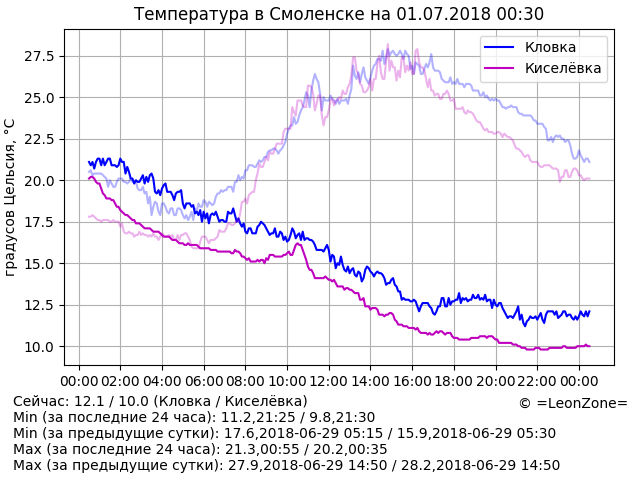 Температура в Смоленске на 01.07.2018 00:30
Кловка
Киселёвка
градусов Цельсия, °C
27.5
25.0
22.5
20.0
17.5
15.0
12.5
10.0
00:00 02:00 04:00 06:00 08:00 10:00 12:00 14:00 16:00 18:00 20:00 22:00 00:00
Сейчас: 12.1 / 10.0 (Кловка / Киселёвка)
© =LeonZone=
Min (за последние 24 часа): 11.2,21:25 / 9.8,21:30
Min (за предыдущие сутки): 17.6,2018-06-29 05:15 / 15.9,2018-06-29 05:30
Max (за последние 24 часа): 21.3,00:55 / 20.2,00:35
Max (за предыдущие сутки): 27.9,2018-06-29 14:50 / 28.2,2018-06-29 14:50